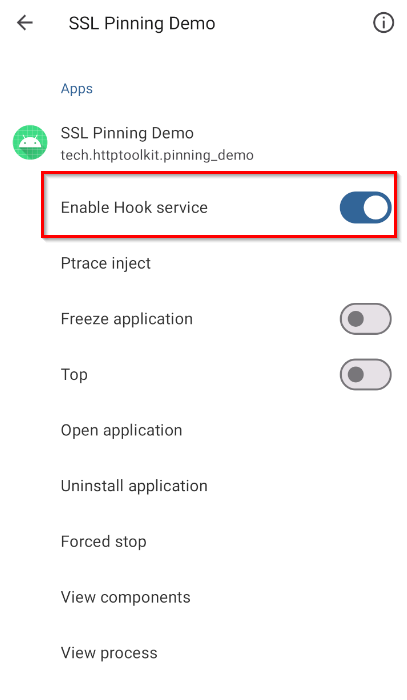 SSL Pinning Demo
Apps
SSL Pinning Demo
tech.httptoolkit.pinning_demo
Enable Hook service
Ptrace inject
Freeze application
Top
Open application
Uninstall application
Forced stop
View components
View process